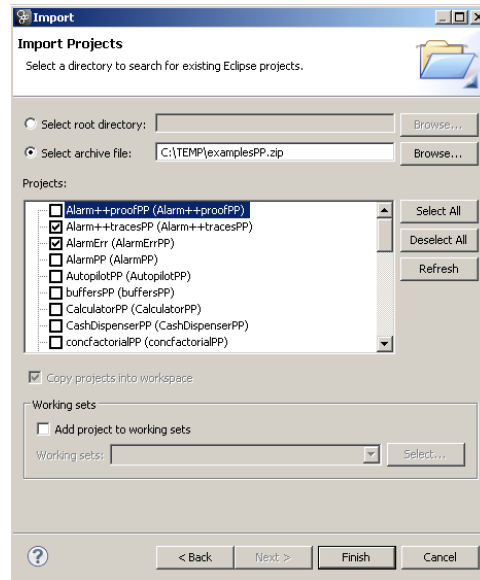 Import
Import Projects
Select a directory to search for existing Eclipse projects.
Select root directory:
Browse...
Select archive file:
C:\TEMP\examplesPP.zip
Browse...
Projects:
Alarm++proofPP (Alarm++proofPP)
Alarm++tracesPP (Alarm++tracesPP)
AlarmErr (AlarmErrPP)
AlarmPP (AlarmPP)
AutopilotPP (AutopilotPP)
buffersPP (buffersPP)
CalculatorPP (CalculatorPP)
CashDispenserPP (CashDispenserPP)
concfactorialPP (concfactorialPP)
Select All
Deselect All
Refresh
Copy projects into workspace
Working sets
Add project to working sets
Working sets:
Select...
?
< Back
Next >
Finish
Cancel